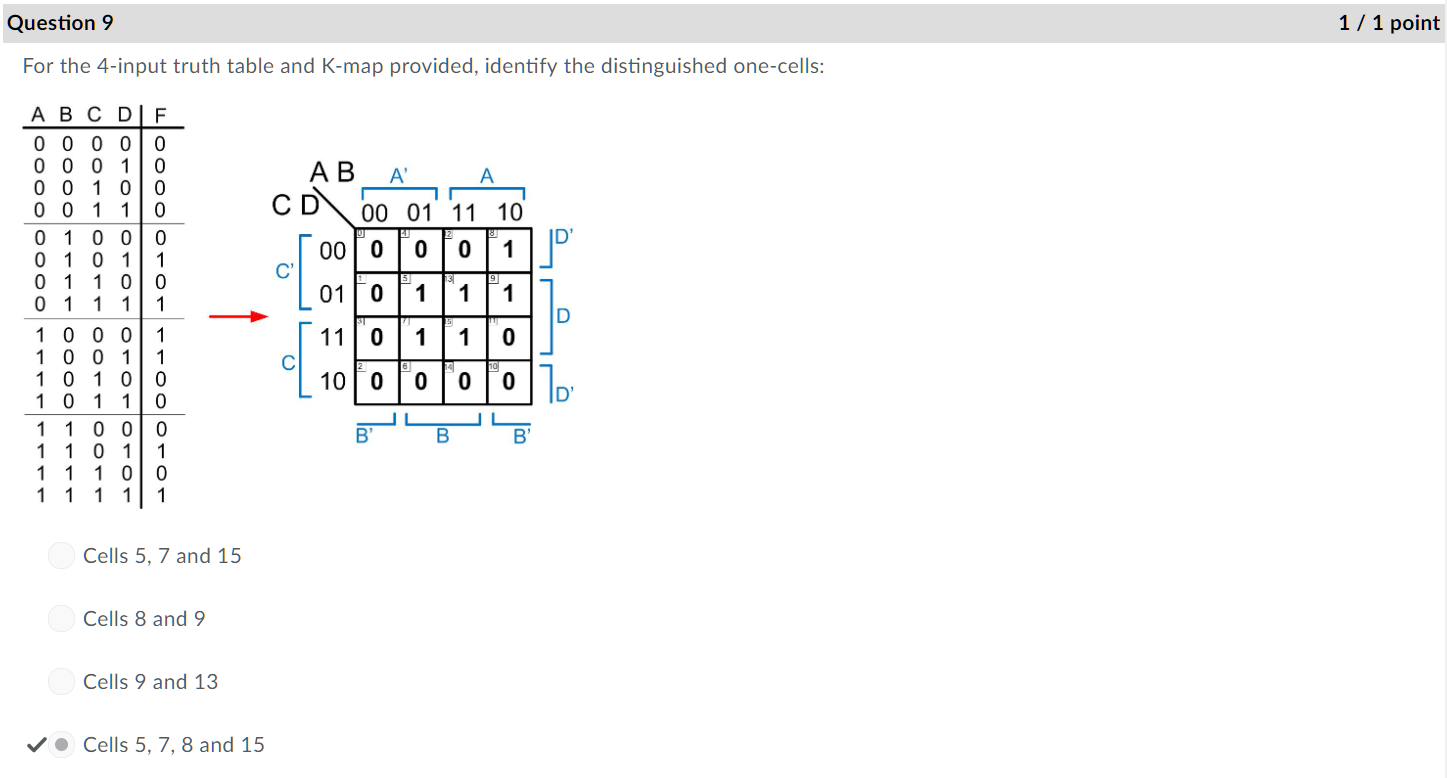 Question 9 1 / 1 point
For the 4-input truth table and K-map provided, identify the distinguished one-cells:
A B C D F
0 0 0 0 0
0 0 0 1 0
0 0 1 0 0
0 0 1 1 0
0 1 0 0 0
0 1 0 1 1
0 1 1 0 0
0 1 1 1 1
1 0 0 0 1
1 0 0 1 1
1 0 1 0 0
1 0 1 1 0
1 1 0 0 0
1 1 0 1 1
1 1 1 0 0
1 1 1 1 1
A B A' A
C D 00 01 11 10
C' D'
0 4 12 8
00 0 0 0 1
1 5 13 9
01 0 1 1 1
D
3 7 15 11
11 0 1 1 0
C
2 6 14 10
10 0 0 0 0
D'
B' B B'
Cells 5, 7 and 15
Cells 8 and 9
Cells 9 and 13
Cells 5, 7, 8 and 15